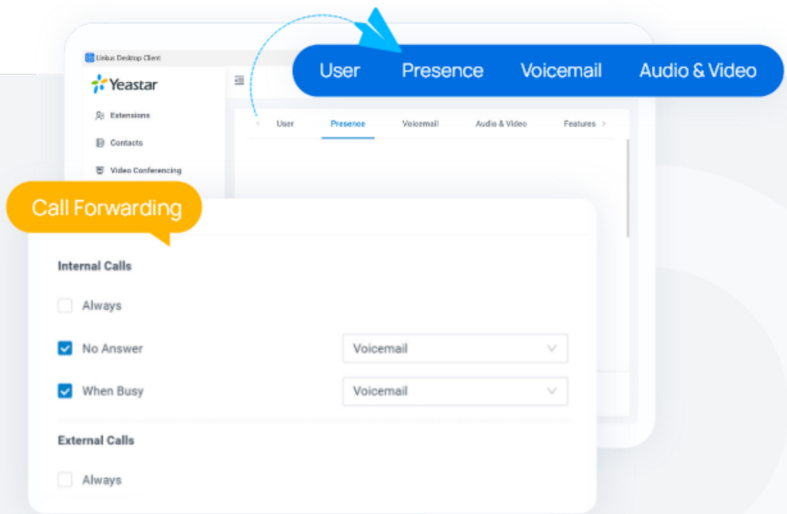 Linkus Desktop Client
User Presence Voicemail Audio & Video
Yeastar
Extensions
User Presence Voicemail Audio & Video Features
Contacts
Video Conferencing
Call Forwarding
Internal Calls
Always
No Answer Voicemail
When Busy Voicemail
External Calls
Always